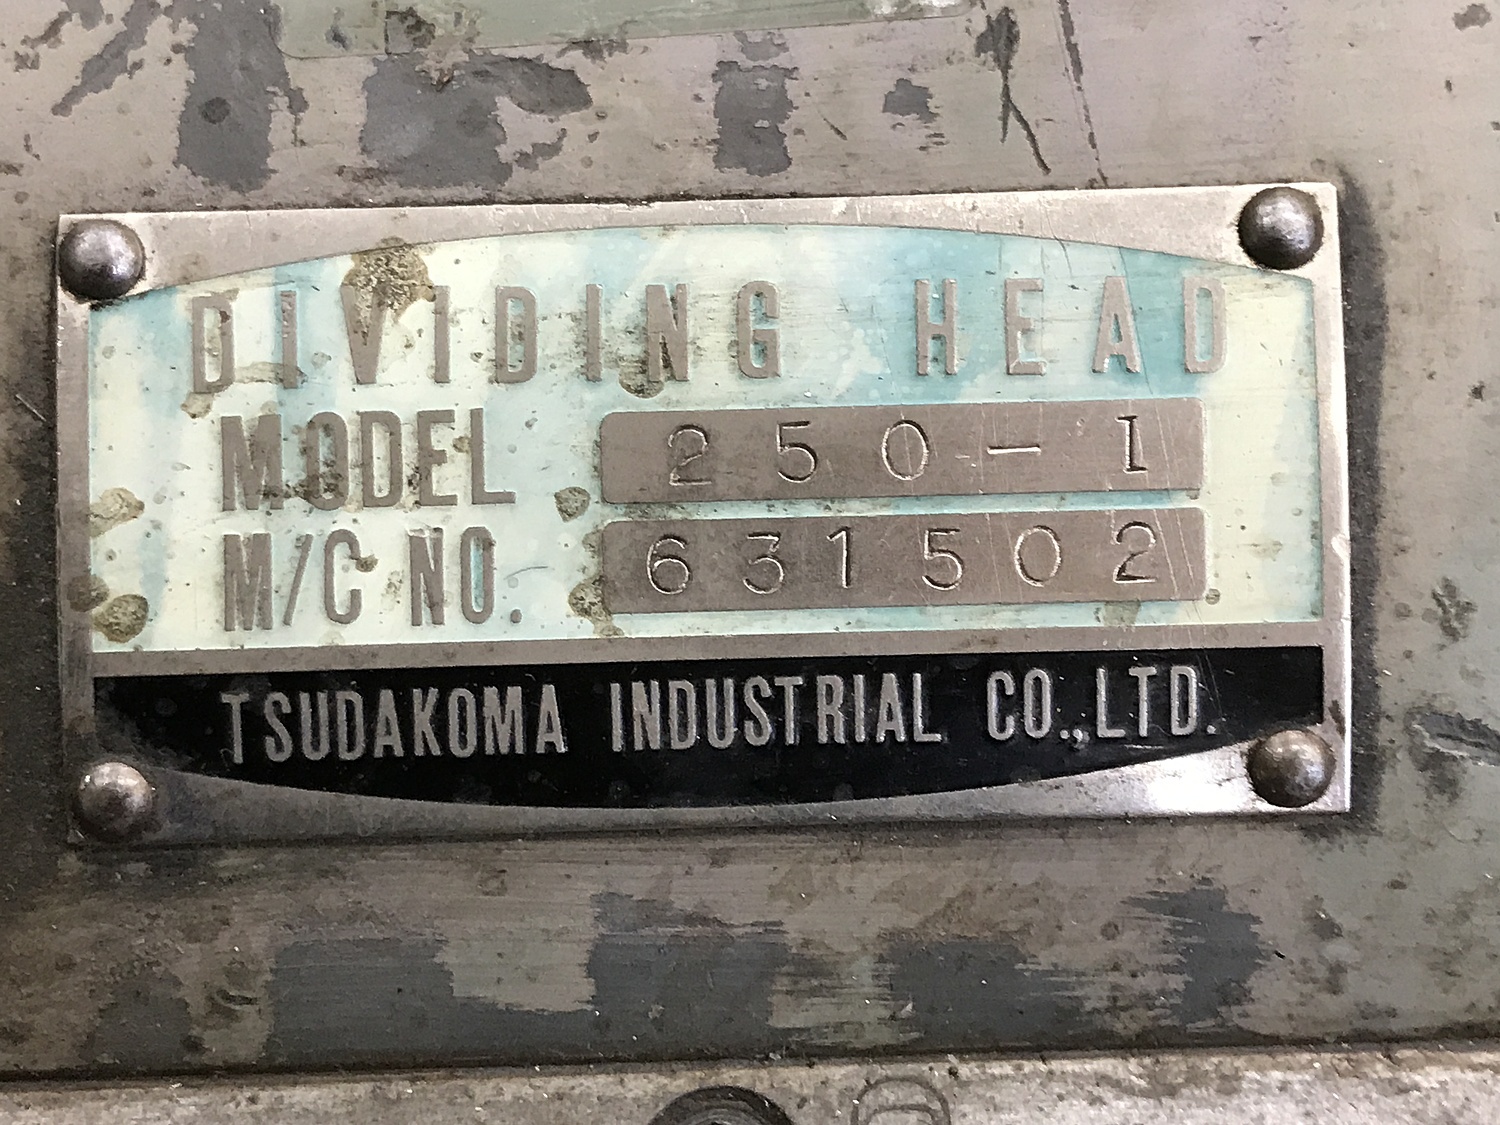 DIVIDING HEAD
MODEL 250-1
M/C NO. 631502
TSUDAKOMA INDUSTRIAL CO.,LTD.